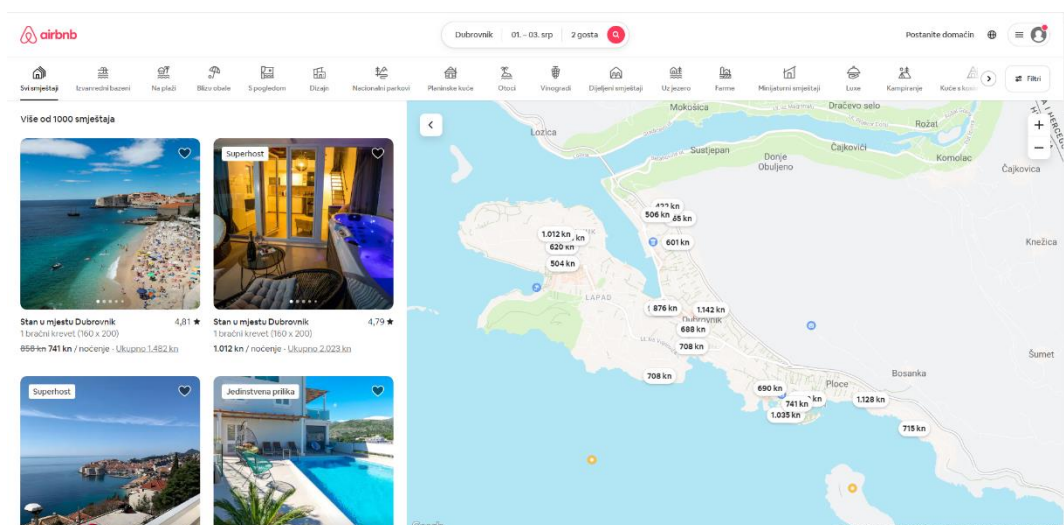 airbnb
Dubrovnik 01. – 03. srp 2 gosta
Postanite domaćin
Svi smještaji Izvanredni bazeni Na plaži Blizu obale S pogledom Dizajn Nacionalni parkovi Planinske kuće Otoci Vinogradi Dijeljeni smještaji Uz jezero Farme Minijaturni smještaji Luxe Kampiranje Filtri
Više od 1000 smještaja
Superhost
Stan u mjestu Dubrovnik 4,81 ★
1 bračni krevet (160 x 200)
858 kn 741 kn / noćenje - Ukupno 1.482 kn
Stan u mjestu Dubrovnik 4,79 ★
1 bračni krevet (160 x 200)
1.012 kn / noćenje - Ukupno 2.023 kn
Superhost
Jedinstvena prilika
Mokošica
Dračevo selo
Lozica
Rožat
Sustjepan
Čajkovići
Donje
Obuljeno
Komolac
Čajkovica
506 kn
1.012 kn
kn
620 kn
601 kn
Knežica
504 kn
LAPAD
876 kn
1.142 kn
Dubrovnik
688 kn
708 kn
Šumet
708 kn
Bosanka
690 kn
Ploce
741 kn
kn
1.128 kn
1.035 kn
715 kn